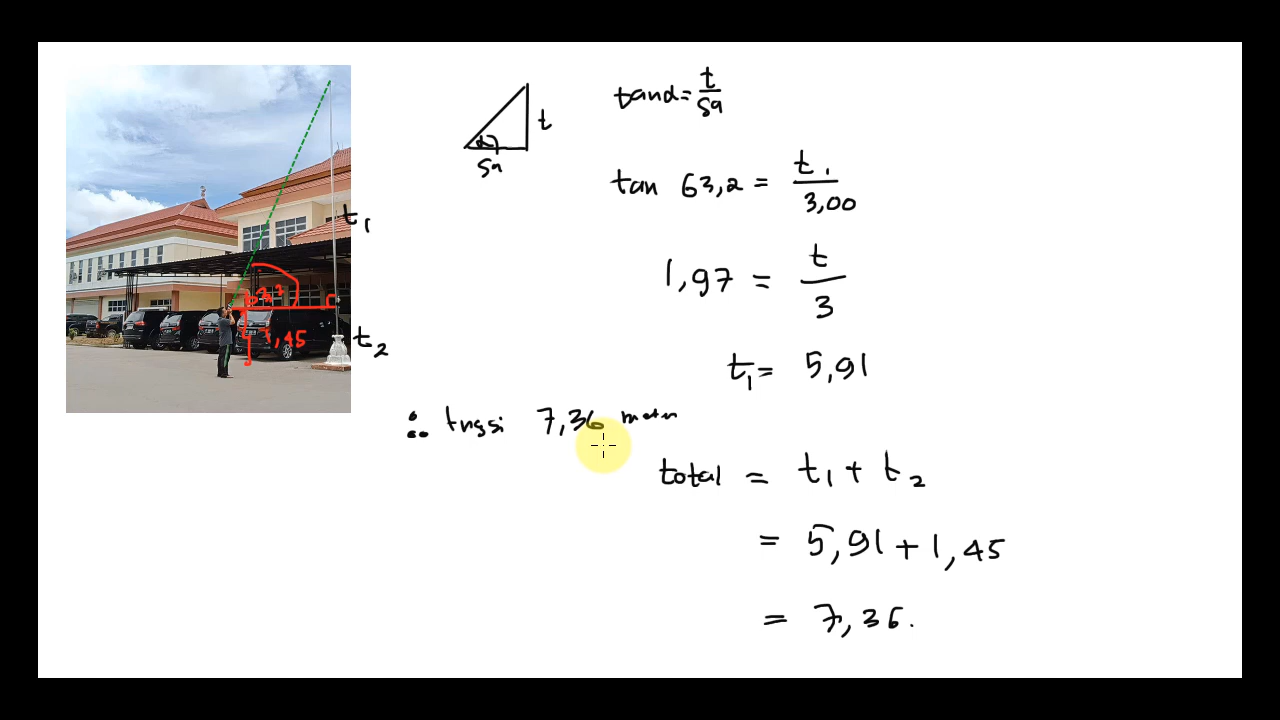 t
sa
α
tanα = t/sa
tan 63,2 = t₁/3,00
1,97 = t/3
t₁ = 5,91
∴ tnggi 7,36 meter
total = t₁ + t₂
= 5,91 + 1,45
= 7,36.
t₁
63,2
1,45
t₂